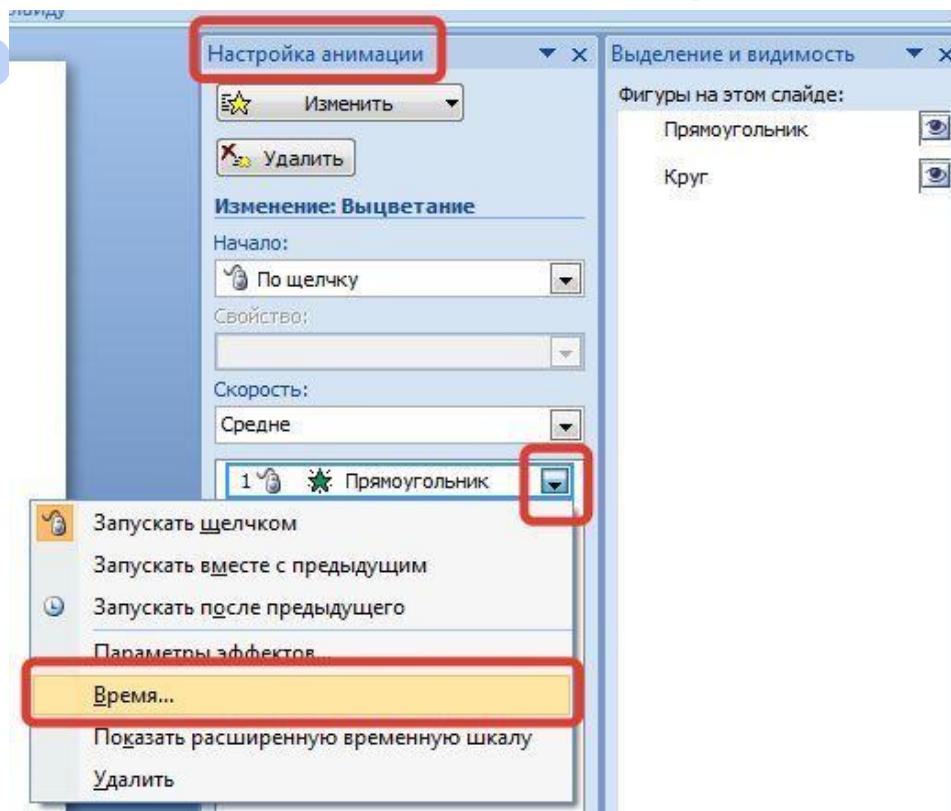 лайду
Настройка анимации
Изменить
Удалить
Изменение: Выцветание
Начало:
По щелчку
Свойство:
Скорость:
Средне
1 Прямоугольник
Запускать щелчком
Запускать вместе с предыдущим
Запускать после предыдущего
Параметры эффектов...
Время...
Показать расширенную временную шкалу
Удалить
Выделение и видимость
Фигуры на этом слайде:
Прямоугольник
Круг